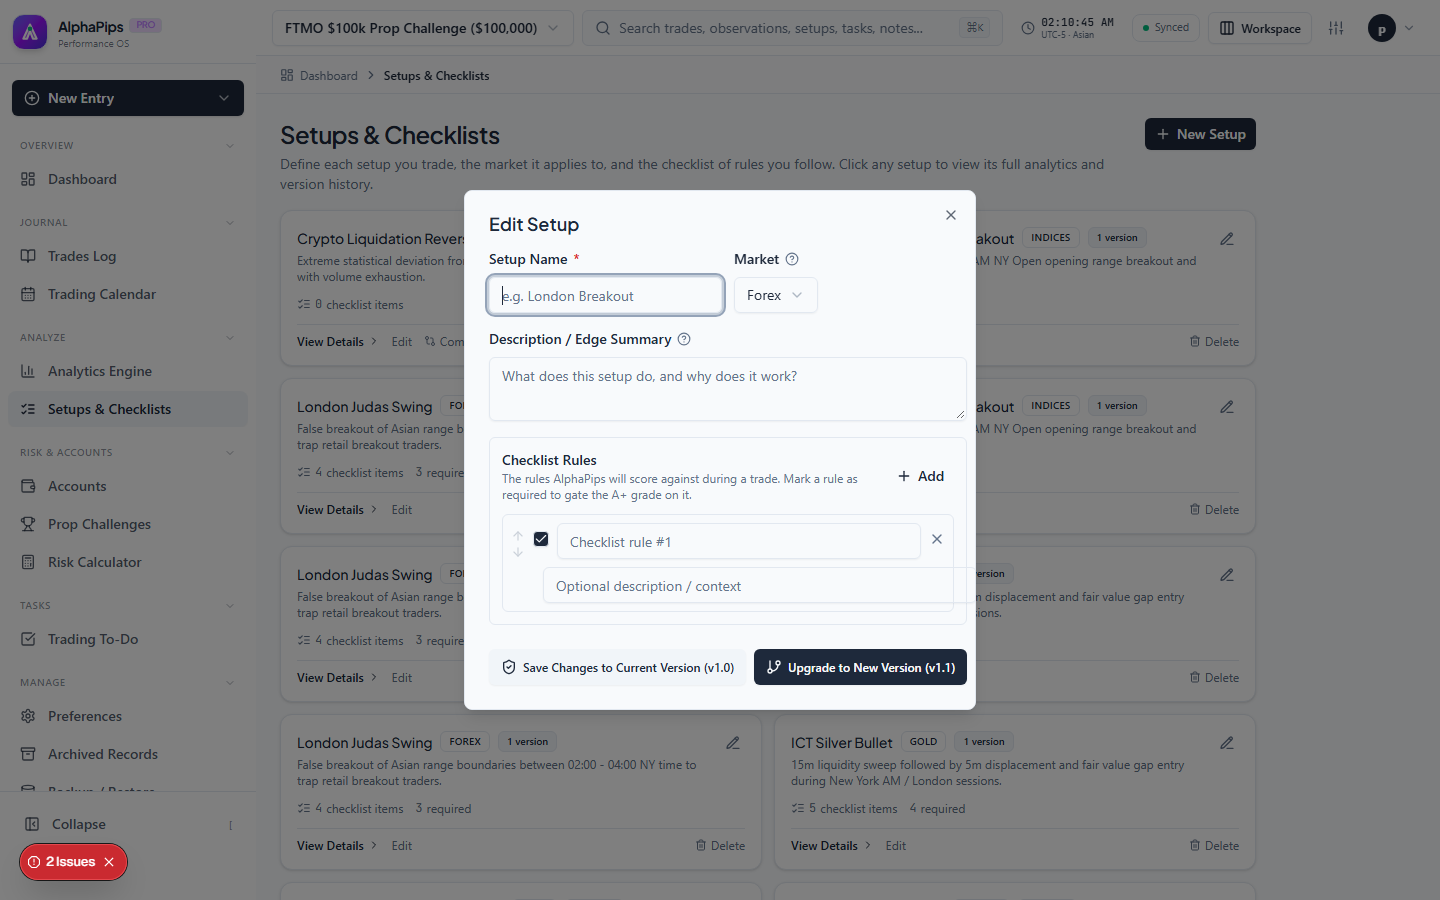 AlphaPips PRO
Performance OS
FTMO $100k Prop Challenge ($100,000)
Search trades, observations, setups, tasks, notes...
⌘K
02:10:45 AM
UTC-5 · Asian
Synced
Workspace
p
New Entry
OVERVIEW
Dashboard
JOURNAL
Trades Log
Trading Calendar
ANALYZE
Analytics Engine
Setups & Checklists
RISK & ACCOUNTS
Accounts
Prop Challenges
Risk Calculator
TASKS
Trading To-Do
MANAGE
Preferences
Archived Records
Backup / Restore
Collapse
[
2 Issues
Dashboard > Setups & Checklists
Setups & Checklists
New Setup
Define each setup you trade, the market it applies to, and the checklist of rules you follow. Click any setup to view its full analytics and
version history.
Crypto Liquidation Revers
Extreme statistical deviation fro
with volume exhaustion.
0 checklist items
View Details
Edit
Com
akout INDICES 1 version
AM NY Open opening range breakout and
Delete
London Judas Swing FO
False breakout of Asian range b
trap retail breakout traders.
4 checklist items 3 require
View Details
Edit
akout INDICES 1 version
AM NY Open opening range breakout and
Delete
London Judas Swing FO
False breakout of Asian range b
trap retail breakout traders.
4 checklist items 3 require
View Details
Edit
version
m displacement and fair value gap entry
sions.
Delete
Edit Setup
Setup Name *
Market
e.g. London Breakout
Forex
Description / Edge Summary
What does this setup do, and why does it work?
Checklist Rules
The rules AlphaPips will score against during a trade. Mark a rule as
required to gate the A+ grade on it.
Add
Checklist rule #1
Optional description / context
Save Changes to Current Version (v1.0)
Upgrade to New Version (v1.1)
London Judas Swing FOREX 1 version
False breakout of Asian range boundaries between 02:00 - 04:00 NY time to
trap retail breakout traders.
4 checklist items 3 required
View Details
Edit
Delete
ICT Silver Bullet GOLD 1 version
15m liquidity sweep followed by 5m displacement and fair value gap entry
during New York AM / London sessions.
5 checklist items 4 required
View Details
Edit
Delete